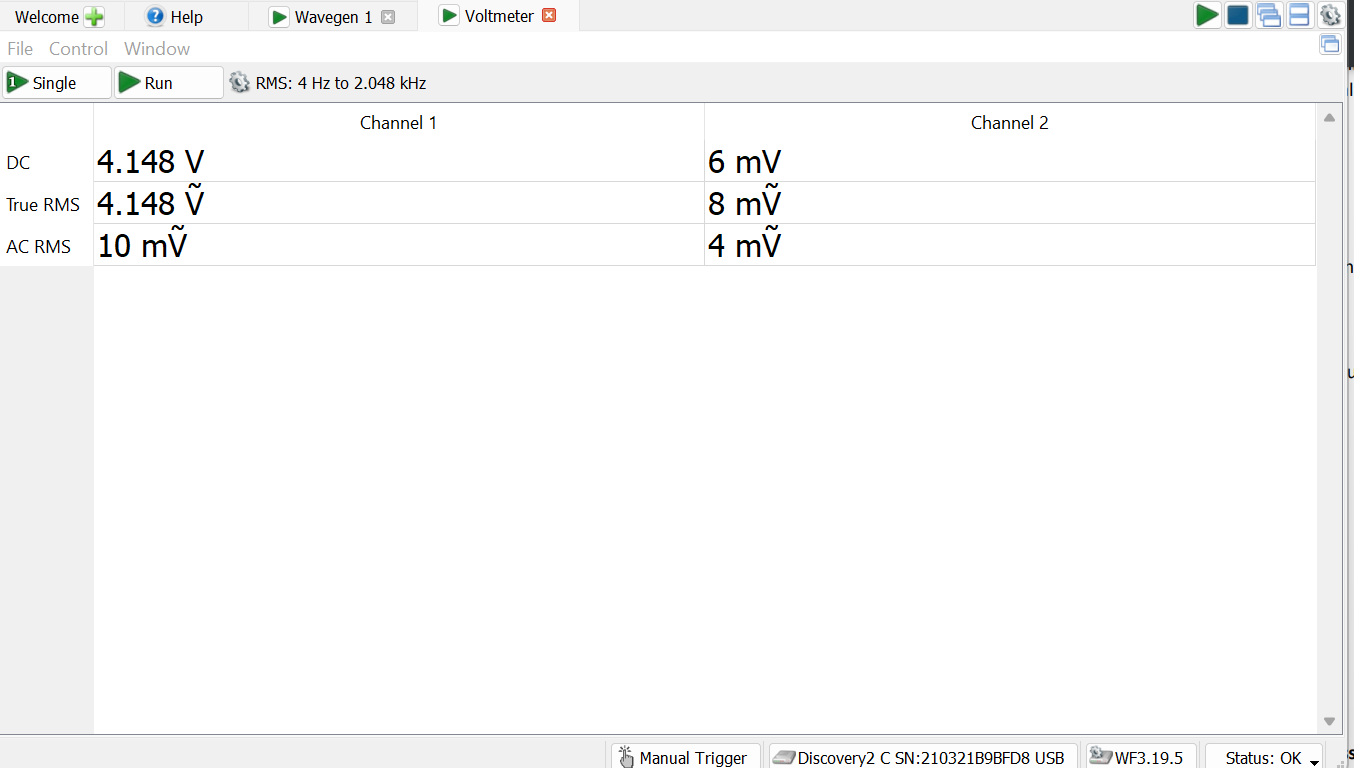 Welcome Help Wavegen 1 Voltmeter
File Control Window
1 Single Run RMS: 4 Hz to 2.048 kHz
Channel 1 Channel 2
DC 4.148 V 6 mV
True RMS 4.148 Ṽ 8 mṼ
AC RMS 10 mṼ 4 mṼ
Manual Trigger Discovery2 C SN:210321B9BFD8 USB WF3.19.5 Status: OK